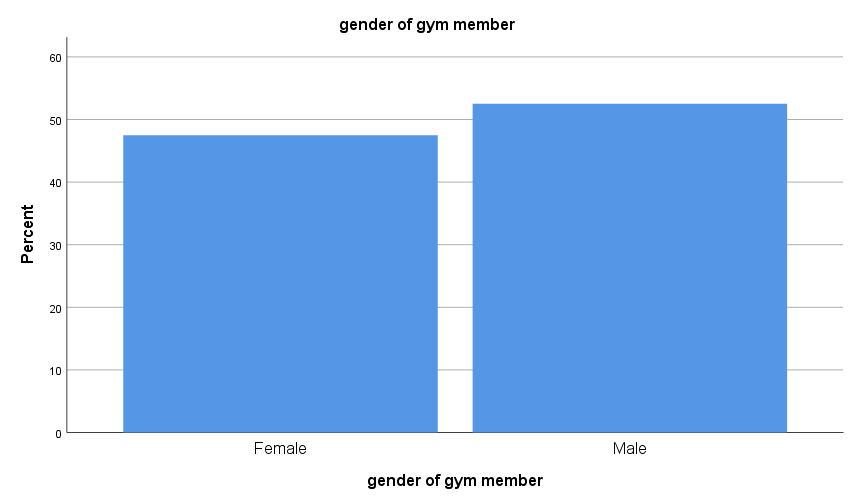 gender of gym member
60
50
40
30
20
10
0
Percent
Female Male
gender of gym member